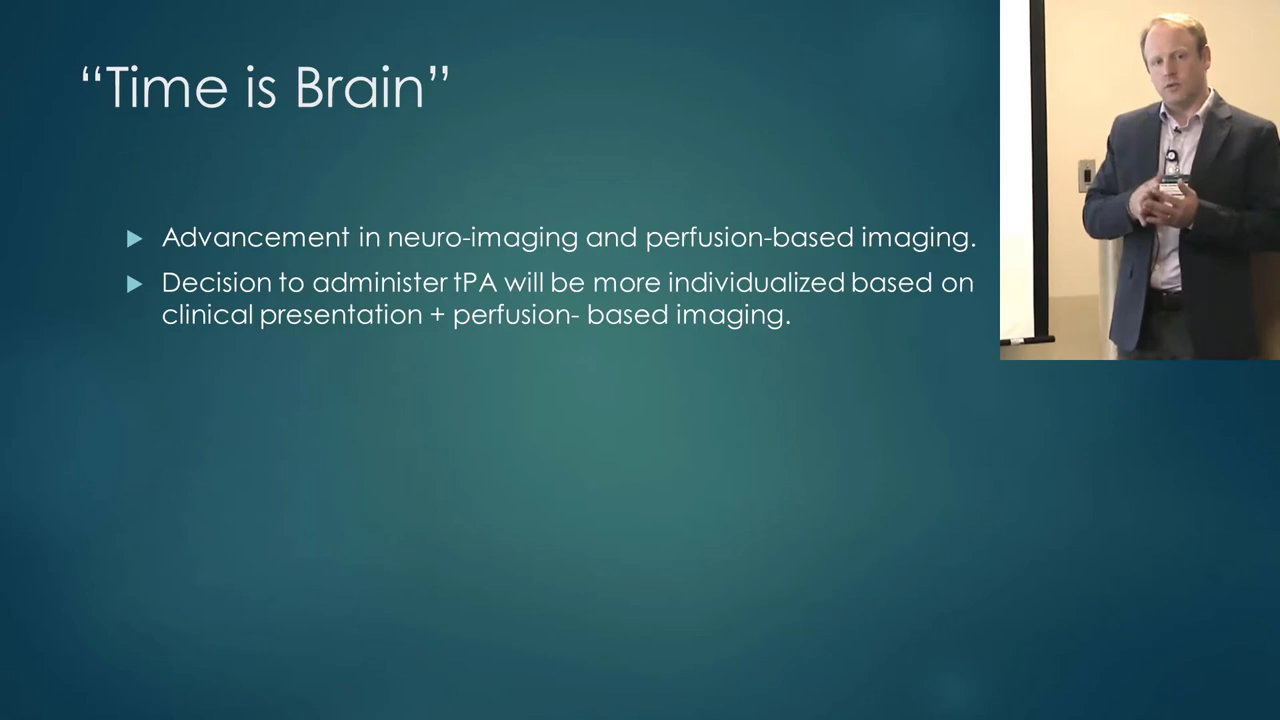 “Time is Brain”
Advancement in neuro-imaging and perfusion-based imaging.
Decision to administer tPA will be more individualized based on
clinical presentation + perfusion- based imaging.